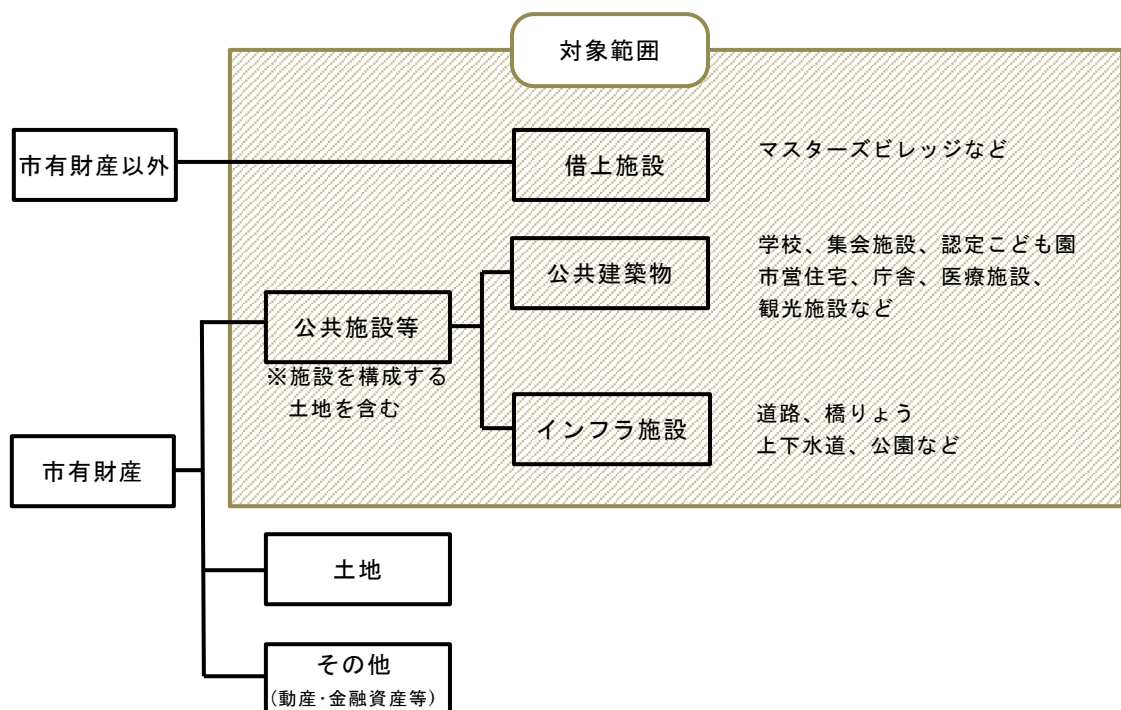 対象範囲
市有財産以外
借上施設
マスターズビレッジなど
公共建築物
学校、集会施設、認定こども園
市営住宅、庁舎、医療施設、
観光施設など
公共施設等
※施設を構成する
土地を含む
インフラ施設
道路、橋りょう
上下水道、公園など
市有財産
土地
その他
(動産・金融資産等)